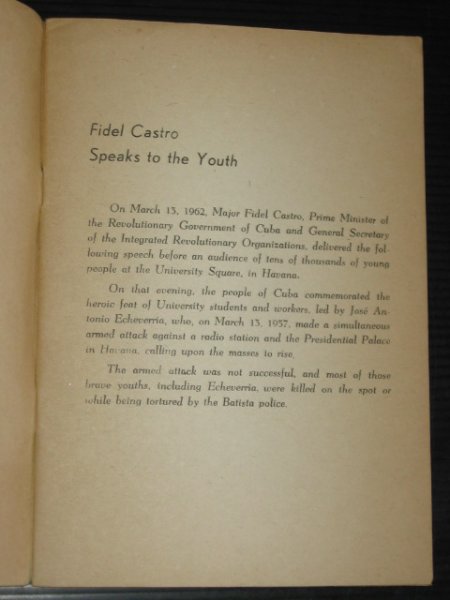 Fidel Castro
Speaks to the Youth
On March 13, 1962, Major Fidel Castro, Prime Minister of
the Revolutionary Government of Cuba and General Secretary
of the Integrated Revolutionary Organizations, delivered the fol-
lowing speech before an audience of tens of thousands of young
people at the University Square, in Havana.
On that evening, the people of Cuba commemorated the
heroic feat of University students and workers, led by José An-
tonio Echeverria, who, on March 13, 1957, made a simultaneous
armed attack against a radio station and the Presidential Palace
in Havana, calling upon the masses to rise.
The armed attack was not successful, and most of those
brave youths, including Echeverria, were killed on the spot or
while being tortured by the Batista police.